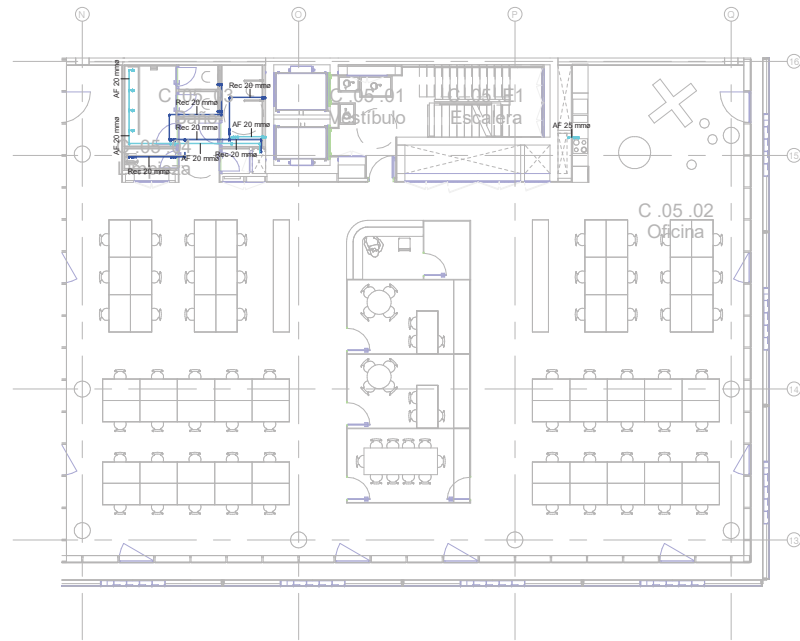 N
O
P
Q
16
AF 20 mmø
Rec 20 mmø
C .05 .01
Vestíbulo
C .05 .E1
Escalera
Rec 20 mmø
Rec 20 mmø
AF 20 mmø
AF 25 mmø
AF 20 mmø
AF 20 mmø
Rec 20 mmø
Rec 20 mmø
15
C .05 .02
Oficina
14
13